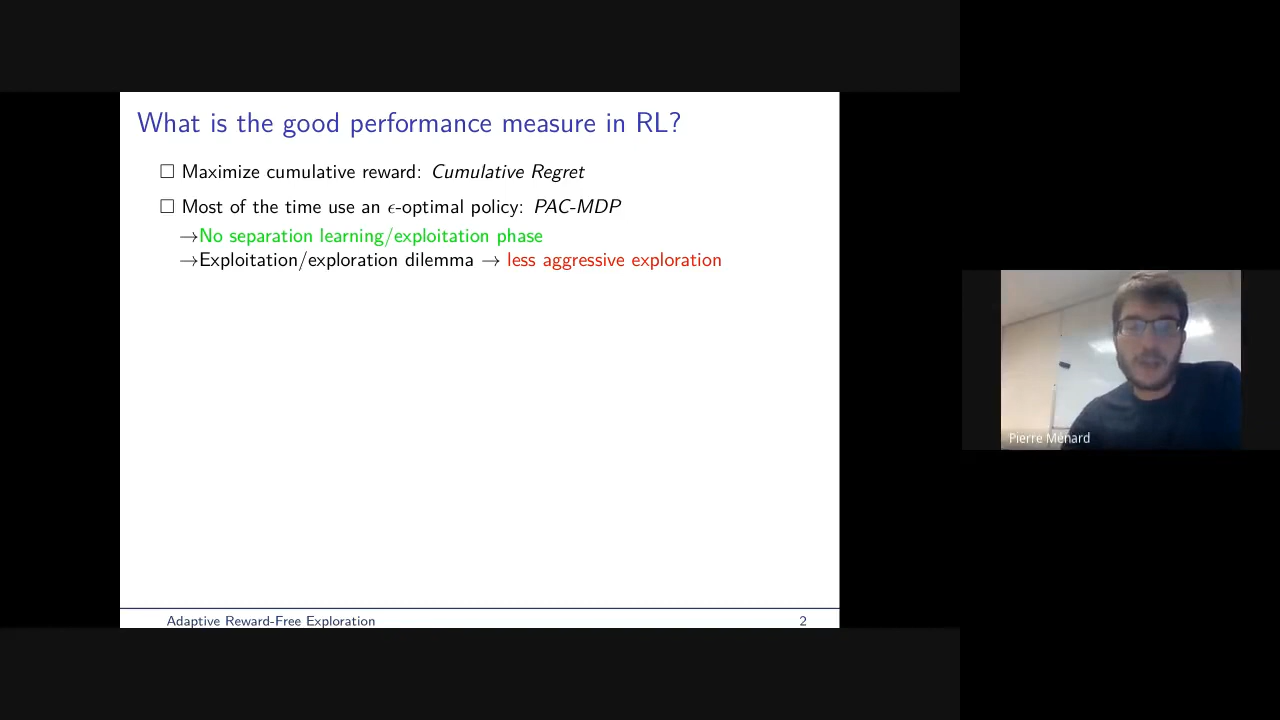 What is the good performance measure in RL?
□ Maximize cumulative reward: Cumulative Regret
□ Most of the time use an ϵ-optimal policy: PAC-MDP
→No separation learning/exploitation phase
→Exploitation/exploration dilemma → less aggressive exploration
Pierre Ménard
Adaptive Reward-Free Exploration 2